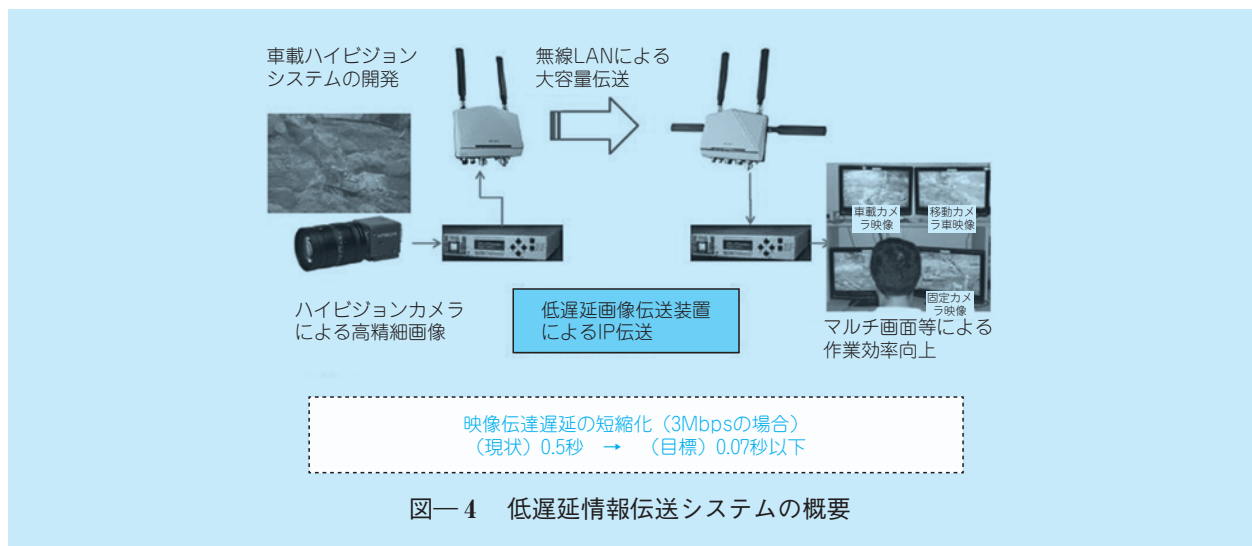 車載ハイビジョン
システムの開発
無線LANによる
大容量伝送
車載カメ
ラ映像
移動カメ
ラ車映像
固定カメ
ラ映像
ハイビジョンカメラ
による高精細画像
低遅延画像伝送装置
によるIP伝送
マルチ画面等による
作業効率向上
映像伝達遅延の短縮化（3Mbpsの場合）
（現状）0.5秒　→　（目標）0.07秒以下
図―4　低遅延情報伝送システムの概要